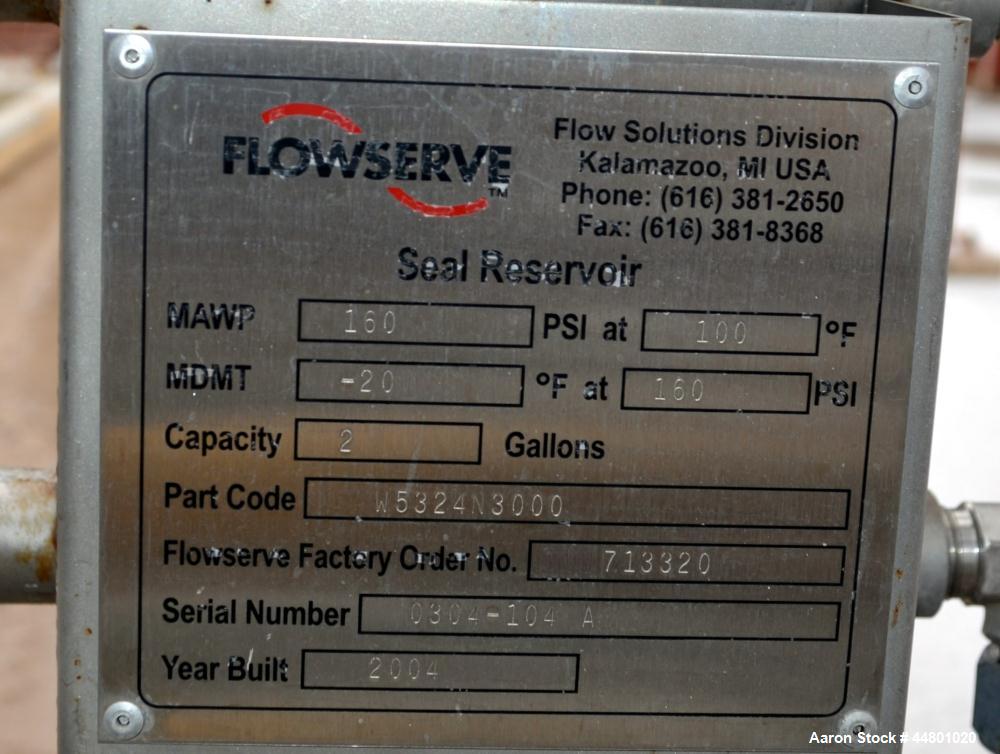 FLOWSERVE™
Flow Solutions Division
Kalamazoo, MI USA
Phone: (616) 381-2650
Fax: (616) 381-8368
Seal Reservoir
MAWP 160 PSI at 100 °F
MDMT -20 °F at 160 PSI
Capacity 2 Gallons
Part Code W5324N3000
Flowserve Factory Order No. 713320
Serial Number 0304-104 A
Year Built 2004
Aaron Stock # 44801020